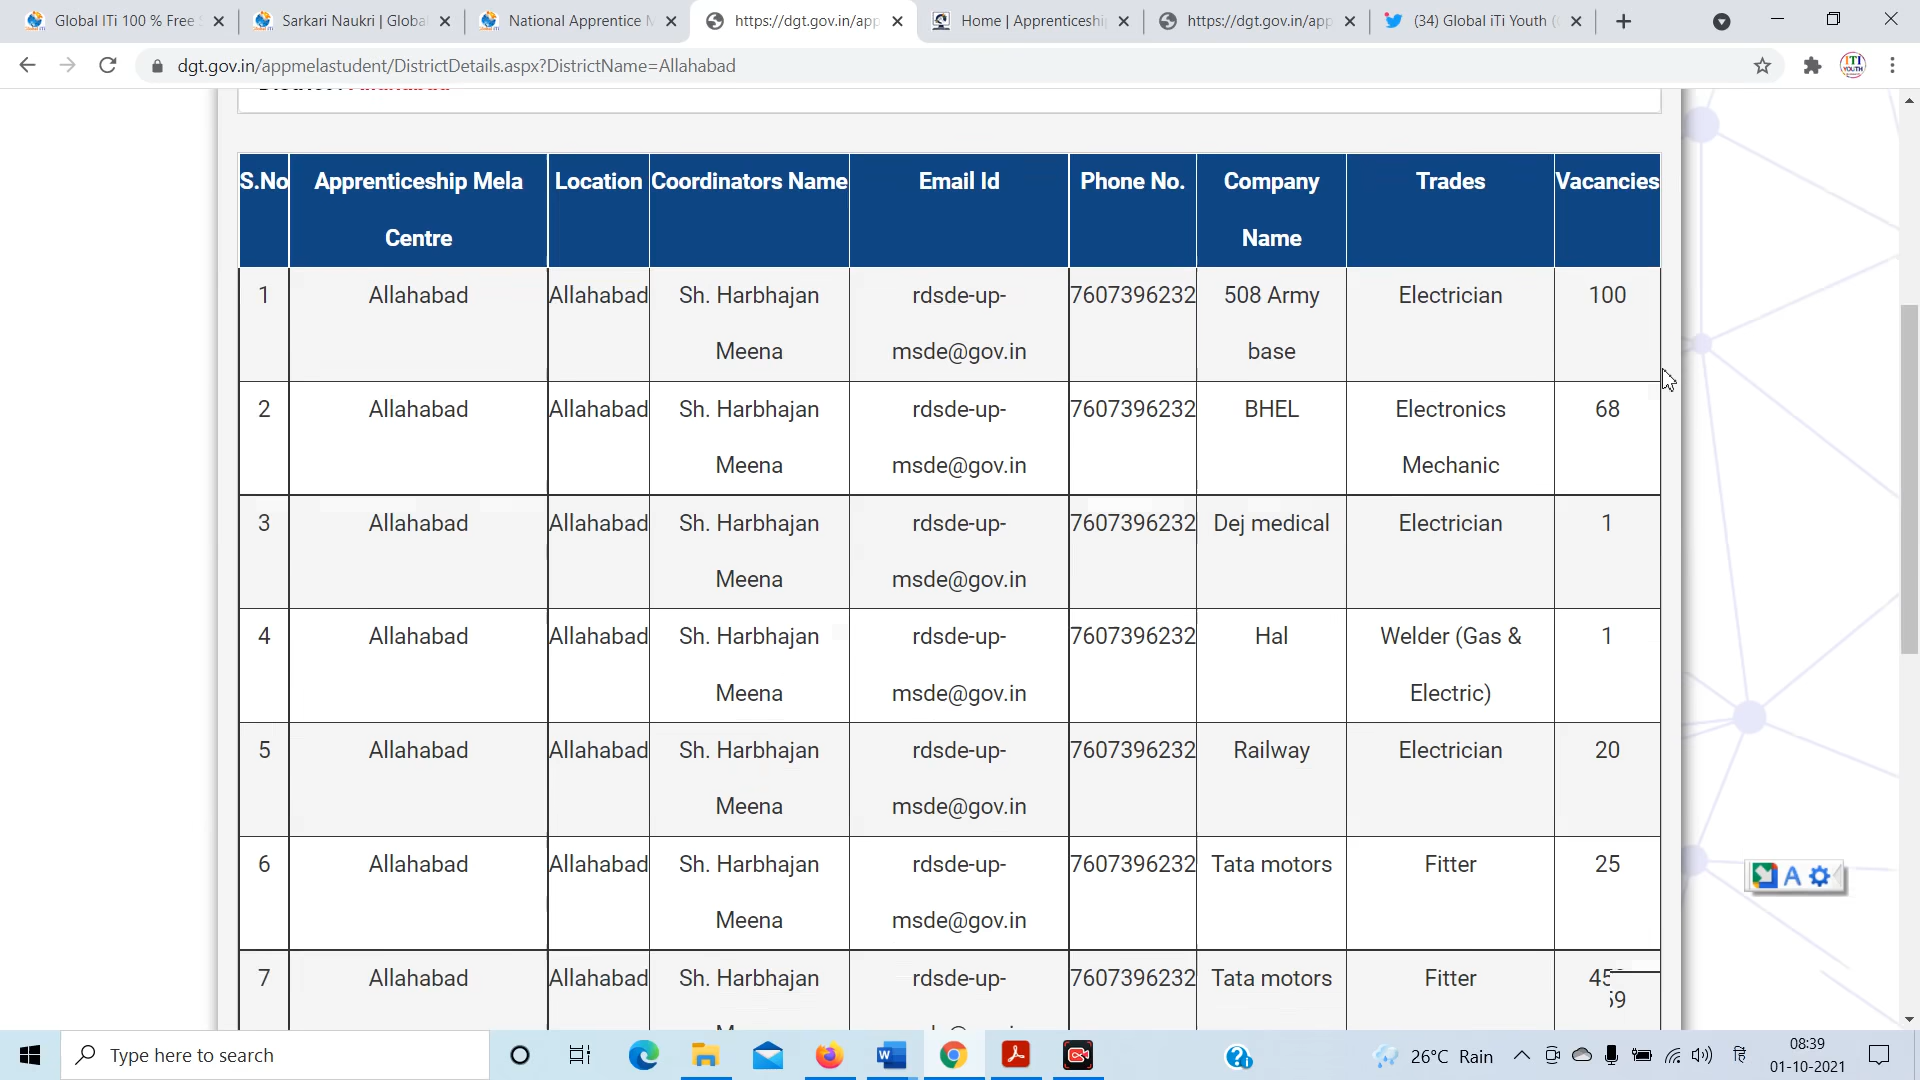 Global ITi 100 % Free
Sarkari Naukri | Global
National Apprentice M
https://dgt.gov.in/app
Home | Apprenticeshi
https://dgt.gov.in/app
(34) Global iTi Youth (
dgt.gov.in/appmelastudent/DistrictDetails.aspx?DistrictName=Allahabad
ITI
YOUTH
S.No Apprenticeship Mela Location Coordinators Name Email Id Phone No. Company Trades Vacancies
Centre Name
1 Allahabad Allahabad Sh. Harbhajan rdsde-up- 7607396232 508 Army Electrician 100
Meena msde@gov.in base
2 Allahabad Allahabad Sh. Harbhajan rdsde-up- 7607396232 BHEL Electronics 68
Meena msde@gov.in Mechanic
3 Allahabad Allahabad Sh. Harbhajan rdsde-up- 7607396232 Dej medical Electrician 1
Meena msde@gov.in
4 Allahabad Allahabad Sh. Harbhajan rdsde-up- 7607396232 Hal Welder (Gas & 1
Meena msde@gov.in Electric)
5 Allahabad Allahabad Sh. Harbhajan rdsde-up- 7607396232 Railway Electrician 20
Meena msde@gov.in
6 Allahabad Allahabad Sh. Harbhajan rdsde-up- 7607396232 Tata motors Fitter 25
Meena msde@gov.in
7 Allahabad Allahabad Sh. Harbhajan rdsde-up- 7607396232 Tata motors Fitter
A
Type here to search
26°C Rain
हि
08:39
01-10-2021